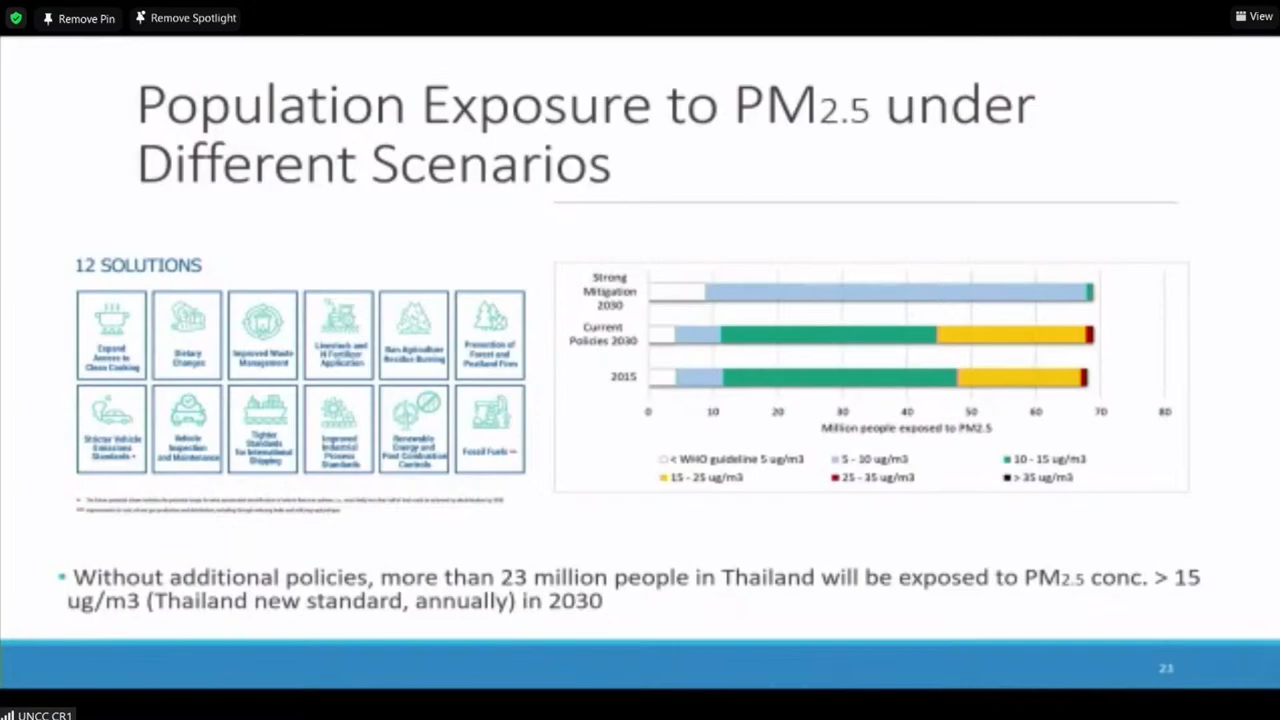 Remove Pin
Remove Spotlight
View
Population Exposure to PM2.5 under
Different Scenarios
12 SOLUTIONS
Expand
Access to
Clean Cooking
Dietary
Changes
Improved Waste
Management
Livestock and
N Fertilizer
Application
Non Agriculture
Residue Burning
Prevention of
Forest and
Peatland Fires
Stricter Vehicle
Emissions
Standards *
Vehicle
Inspection
and Maintenance
Tighter
Standards
for International
Shipping
Improved
Industrial
Process
Standards
Renewable
Energy and
Post Combustion
Controls
Fossil Fuels **
Strong
Mitigation
2030
Current
Policies 2030
2015
0 10 20 30 40 50 60 70 80
Million people exposed to PM2.5
< WHO guideline 5 ug/m3
5 - 10 ug/m3
10 - 15 ug/m3
15 - 25 ug/m3
25 - 35 ug/m3
> 35 ug/m3
• Without additional policies, more than 23 million people in Thailand will be exposed to PM2.5 conc. > 15
ug/m3 (Thailand new standard, annually) in 2030
23
UNCC CR1